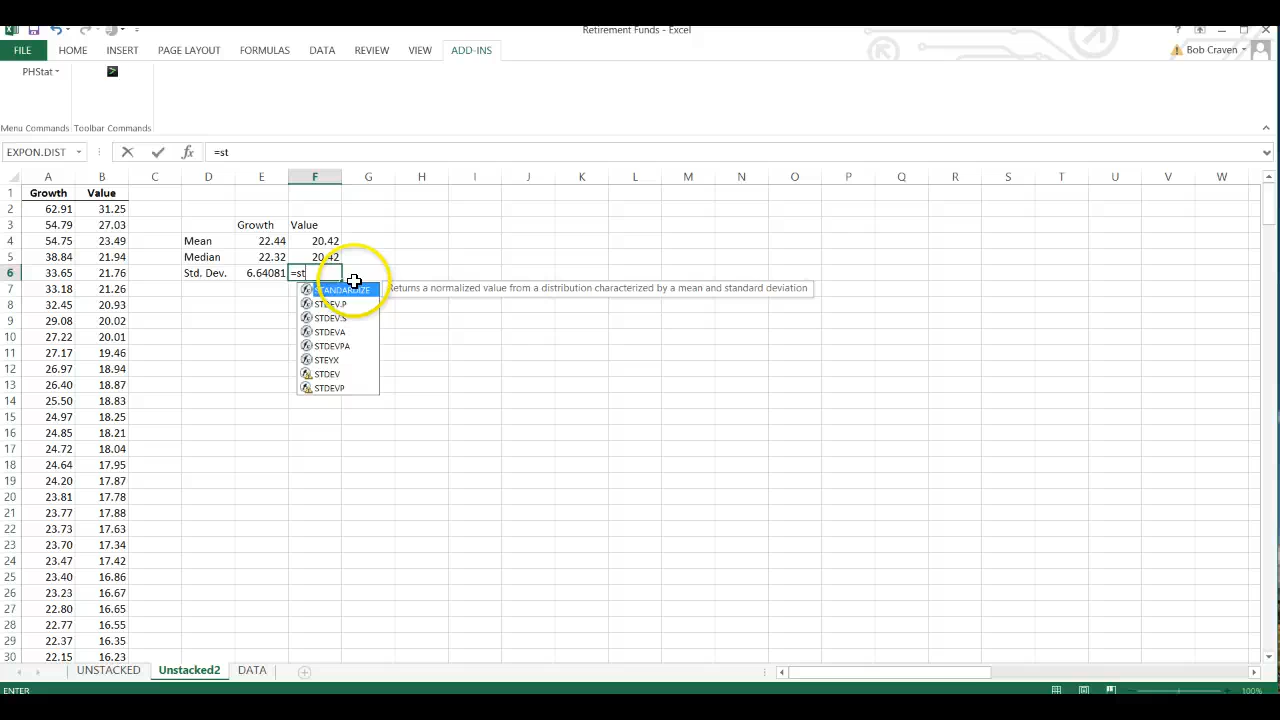 Retirement Funds - Excel
FILE HOME INSERT PAGE LAYOUT FORMULAS DATA REVIEW VIEW ADD-INS Bob Craven
PHStat
Menu Commands Toolbar Commands
EXPON.DIST =st
A B C D E F G H I J K L M N O P Q R S T U V W
1 Growth Value
2 62.91 31.25
3 54.79 27.03 Growth Value
4 54.75 23.49 Mean 22.44 20.42
5 38.84 21.94 Median 22.32 20.42
6 33.65 21.76 Std. Dev. 6.64081 =st
7 33.18 21.26 STANDARDIZE Returns a normalized value from a distribution characterized by a mean and standard deviation
8 32.45 20.93 STDEV.P
9 29.08 20.02 STDEV.S
10 27.22 20.01 STDEVA
11 27.17 19.46 STDEVPA
12 26.97 18.94 STEYX
13 26.40 18.87 STDEV
14 25.50 18.83 STDEVP
15 24.97 18.25
16 24.85 18.21
17 24.72 18.04
18 24.64 17.95
19 24.20 17.87
20 23.81 17.78
21 23.77 17.88
22 23.73 17.63
23 23.70 17.34
24 23.47 17.42
25 23.40 16.86
26 23.23 16.67
27 22.80 16.65
28 22.77 16.55
29 22.37 16.35
30 22.15 16.23
UNSTACKED Unstacked2 DATA
ENTER 100%